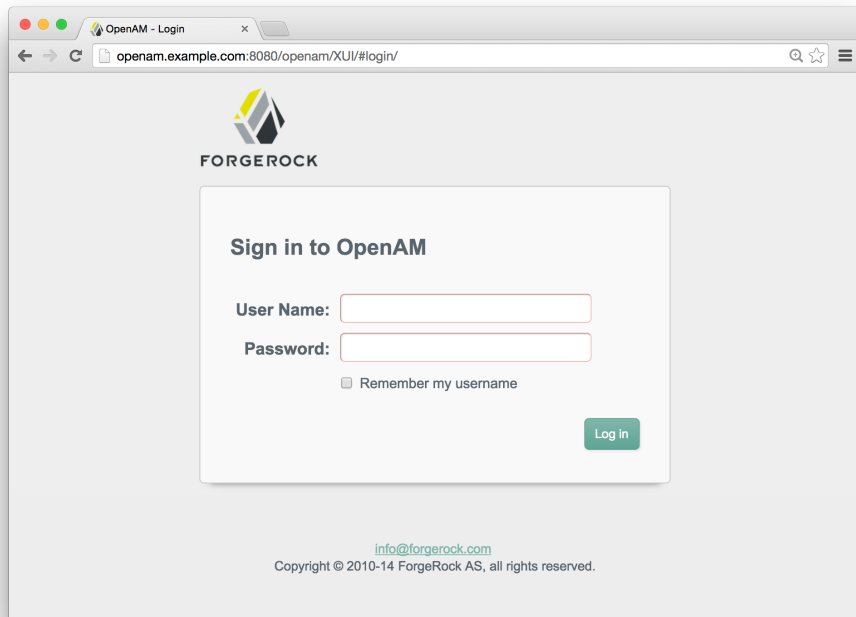 OpenAM - Login
openam.example.com:8080/openam/XUI/#login/
FORGEROCK
Sign in to OpenAM
User Name:
Password:
Remember my username
Log in
info@forgerock.com
Copyright © 2010-14 ForgeRock AS, all rights reserved.